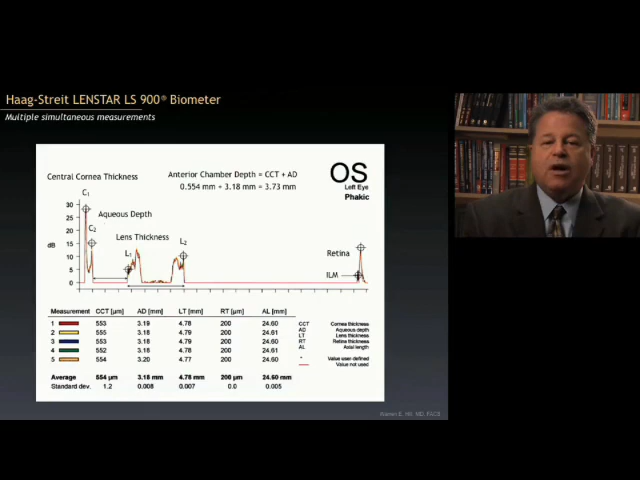 Haag-Streit LENSTAR LS 900® Biometer
Multiple simultaneous measurements
Central Cornea Thickness
Anterior Chamber Depth = CCT + AD
0.554 mm + 3.18 mm = 3.73 mm
OS
Left Eye
Phakic
C1
Aqueous Depth
C2
Lens Thickness
L1
L2
Retina
ILM
dB
30
25
20
15
10
5
0
Measurement CCT [µm] AD [mm] LT [mm] RT [µm] AL [mm]
1 553 3.19 4.78 200 24.60
2 555 3.18 4.79 200 24.61
3 553 3.18 4.79 200 24.60
4 552 3.18 4.78 200 24.61
5 554 3.20 4.77 200 24.60
Average 554 µm 3.18 mm 4.78 mm 200 µm 24.60 mm
Standard dev. 1.2 0.008 0.007 0.0 0.005
CCT Cornea thickness
AD Aqueous depth
LT Lens thickness
RT Retina thickness
AL Axial length
* Value user defined
Value not used
Warren E. Hill, MD, FACS